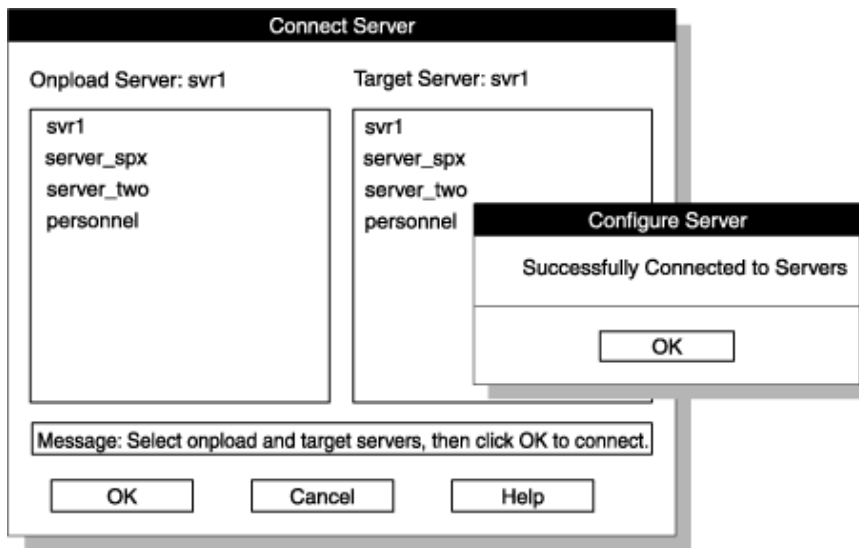 Connect Server
Onpload Server: svr1
svr1
server_spx
server_two
personnel
Target Server: svr1
svr1
server_spx
server_two
personnel
Configure Server
Successfully Connected to Servers
OK
Message: Select onpload and target servers, then click OK to connect.
OK
Cancel
Help